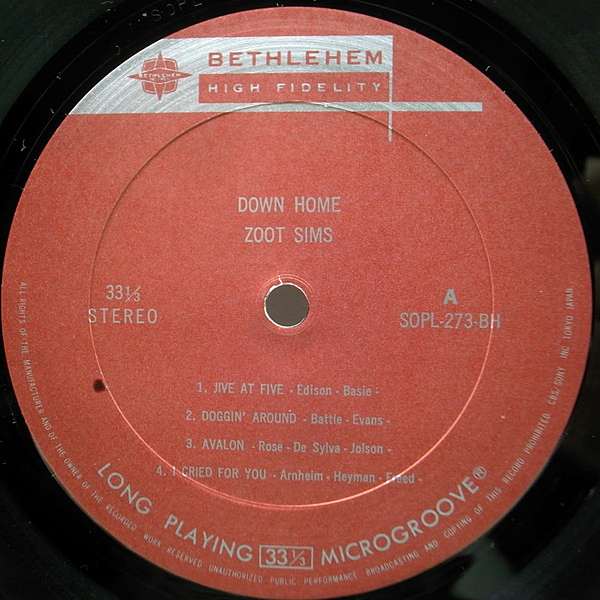 SOPL
BETHLEHEM
BETHLEHEM
HIGH FIDELITY
DOWN HOME
ZOOT SIMS
33⅓
STEREO
A
SOPL-273-BH
1. JIVE AT FIVE - Edison - Basie -
2. DOGGIN' AROUND - Battle - Evans -
3. AVALON - Rose - De Sylva - Jolson -
4. I CRIED FOR YOU - Arnheim - Heyman - Freed -
LONG PLAYING 33⅓ MICROGROOVE®
ALL RIGHTS OF THE MANUFACTURER AND OF THE OWNER OF THE RECORDED WORK RESERVED. UNAUTHORIZED PUBLIC PERFORMANCE BROADCASTING AND COPYING OF THIS RECORD PROHIBITED. CBS/SONY INC TOKYO JAPAN